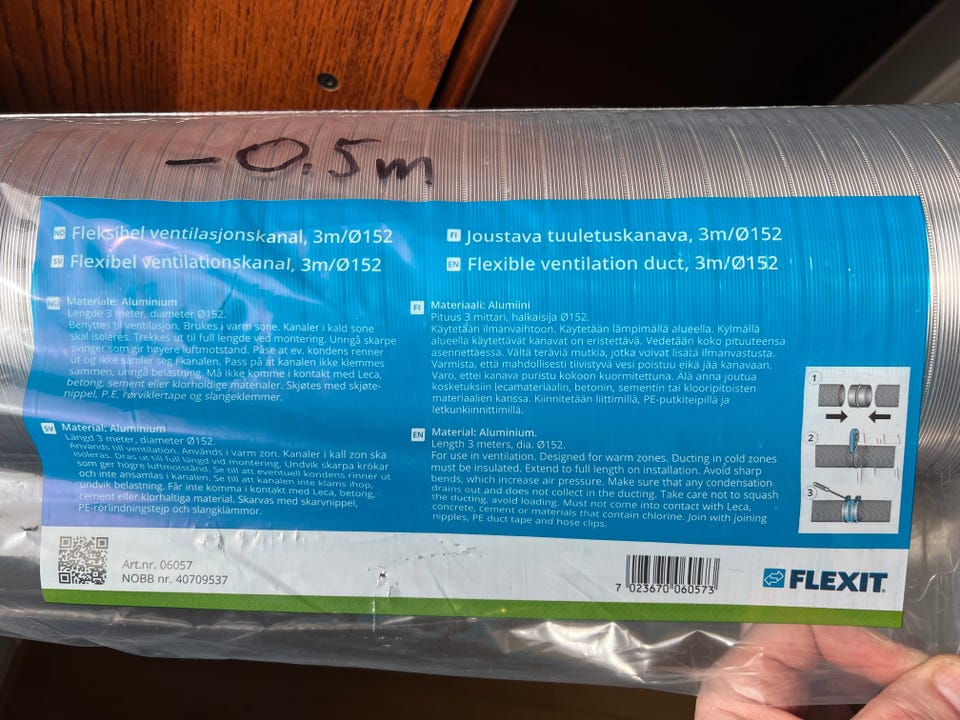 -0.5m
NO Fleksibel ventilasjonskanal, 3m/Ø152
SV Flexibel ventilationskanal, 3m/Ø152
FI Joustava tuuletuskanava, 3m/Ø152
EN Flexible ventilation duct, 3m/Ø152
NO Materiale: Aluminium
Lengde 3 meter, diameter Ø152.
Benyttes til ventilasjon. Brukes i varm sone. Kanaler i kald sone
skal isoleres. Trekkes ut til full lengde ved montering. Unngå skarpe
svinger som gir høyere luftmotstand. Påse at ev. kondens renner
ut og ikke samler seg i kanalen. Pass på at kanalen ikke klemmes
sammen, unngå belastning. Må ikke komme i kontakt med Leca,
betong, sement eller klorholdige materialer. Skjøtes med skjøte-
nippel, P.E. rørviklertape og slangeklemmer.
SV Material: Aluminium
Längd 3 meter, diameter Ø152.
Används till ventilation. Används i varm zon. Kanaler i kall zon ska
isoleras. Dras ut till full längd vid montering. Undvik skarpa krökar
som ger högre luftmotstånd. Se till att eventuell kondens rinner ut
och inte ansamlas i kanalen. Se till att kanalen inte kläms ihop,
undvik belastning. Får inte komma i kontakt med Leca, betong,
cement eller klorhaltiga material. Skarvas med skarvnippel,
PE-rörlindningstejp och slangklämmor.
FI Materiaali: Alumiini
Pituus 3 mittari, halkaisija Ø152.
Käytetään ilmanvaihtoon. Käytetään lämpimällä alueella. Kylmällä
alueella käytettävät kanavat on eristettävä. Vedetään koko pituuteensa
asennettaessa. Vältä teräviä mutkia, jotka voivat lisätä ilmanvastusta.
Varmista, että mahdollisesti tiivistyvä vesi poistuu eikä jää kanavaan.
Varo, ettei kanava puristu kokoon kuormitettuna. Älä anna joutua
kosketuksiin lecamateriaalin, betonin, sementin tai klooripitoisten
materiaalien kanssa. Kiinnitetään liittimillä, PE-putkiteipillä ja
letkunkiinnittimillä.
EN Material: Aluminium.
Length 3 meters, dia. Ø152.
For use in ventilation. Designed for warm zones. Ducting in cold zones
must be insulated. Extend to full length on installation. Avoid sharp
bends, which increase air pressure. Make sure that any condensation
drains out and does not collect in the ducting. Take care not to squash
the ducting, avoid loading. Must not come into contact with Leca,
concrete, cement or materials that contain chlorine. Join with joining
nipples, PE duct tape and hose clips.
1
2
3
Art.nr. 06057
NOBB nr. 40709537
7 023670 060573
FLEXIT